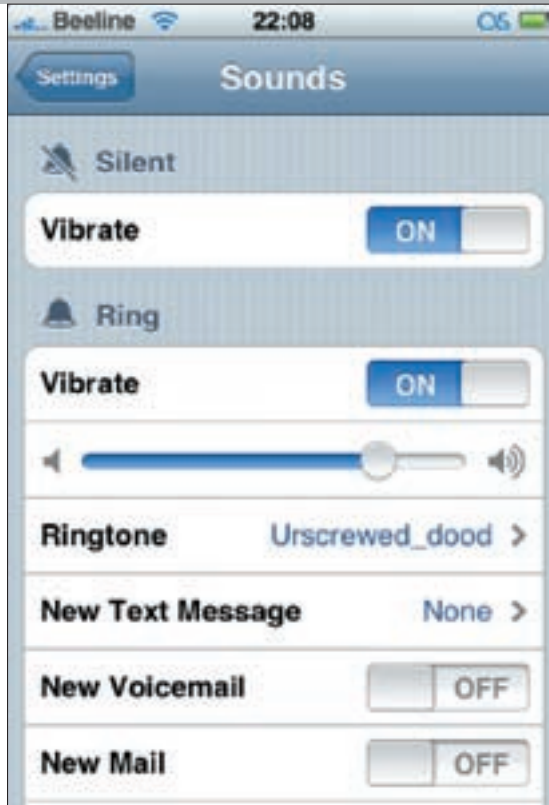 Beeline 22:08
Settings Sounds
Silent
Vibrate ON
Ring
Vibrate ON
Ringtone Urscrewed_dood >
New Text Message None >
New Voicemail OFF
New Mail OFF